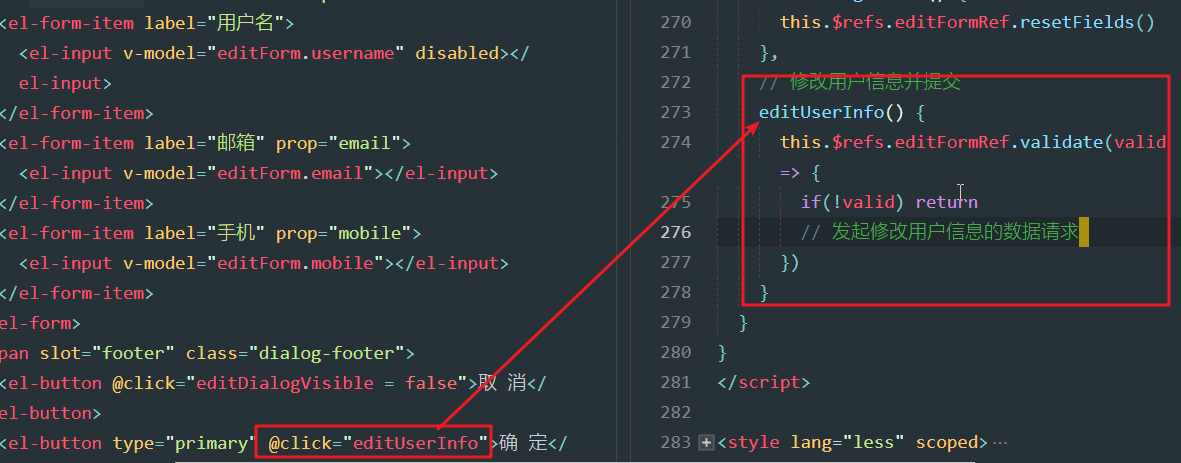 <el-form-item label="用户名">
<el-input v-model="editForm.username" disabled></
el-input>
</el-form-item>
<el-form-item label="邮箱" prop="email">
<el-input v-model="editForm.email"></el-input>
</el-form-item>
<el-form-item label="手机" prop="mobile">
<el-input v-model="editForm.mobile"></el-input>
</el-form-item>
el-form>
pan slot="footer" class="dialog-footer">
<el-button @click="editDialogVisible = false">取 消</
el-button>
<el-button type="primary" @click="editUserInfo">确 定</
270 this.$refs.editFormRef.resetFields()
271 },
272 // 修改用户信息并提交
273 editUserInfo() {
274 this.$refs.editFormRef.validate(valid
=> {
275 if(!valid) return
276 // 发起修改用户信息的数据请求
277 })
278 }
279 }
280 }
281 </script>
282
283 <style lang="less" scoped>⋯